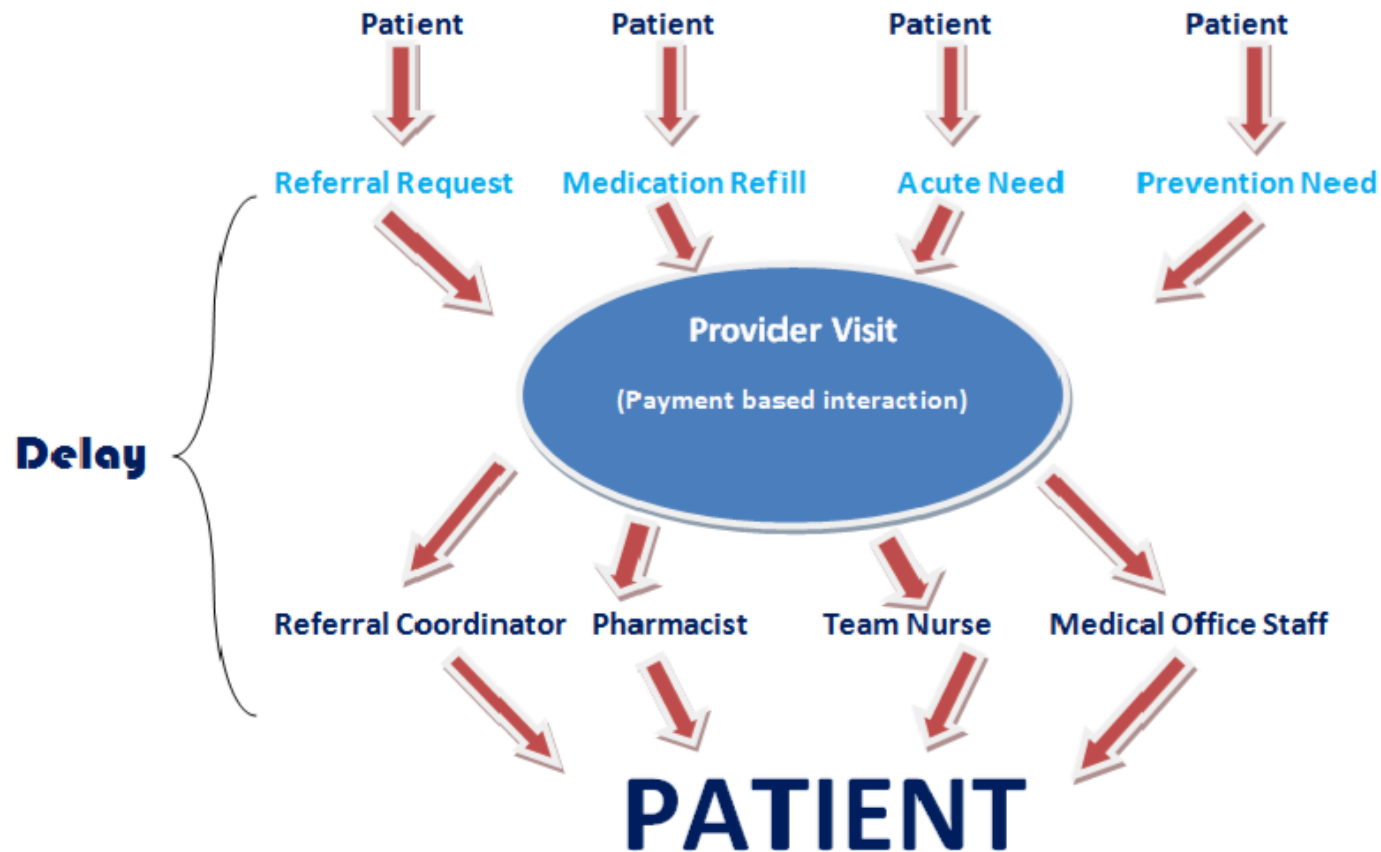 Patient Patient Patient Patient
Referral Request Medication Refill Acute Need Prevention Need
Provider Visit
(Payment based interaction)
Delay
Referral Coordinator Pharmacist Team Nurse Medical Office Staff
PATIENT